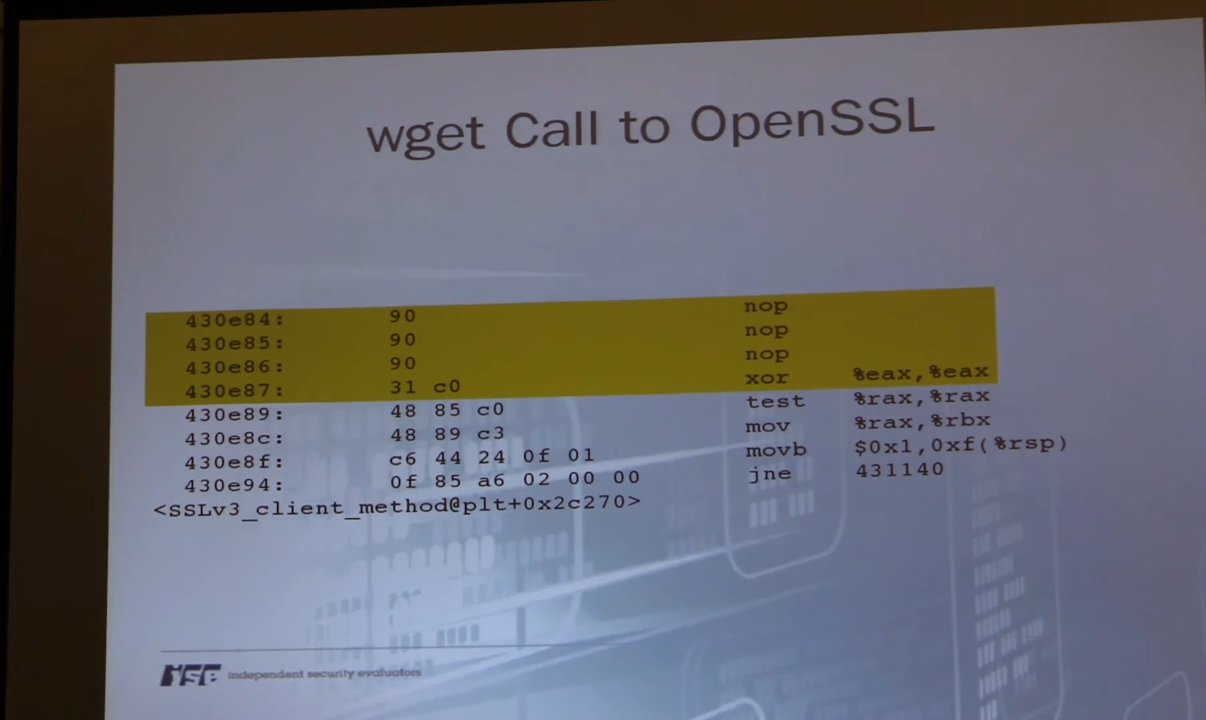 wget Call to OpenSSL
430e84: 90 nop
430e85: 90 nop
430e86: 90 nop
430e87: 31 c0 xor %eax,%eax
430e89: 48 85 c0 test %rax,%rax
430e8c: 48 89 c3 mov %rax,%rbx
430e8f: c6 44 24 0f 01 movb $0x1,0xf(%rsp)
430e94: 0f 85 a6 02 00 00 jne 431140
<SSLv3_client_method@plt+0x2c270>
ise independent security evaluators